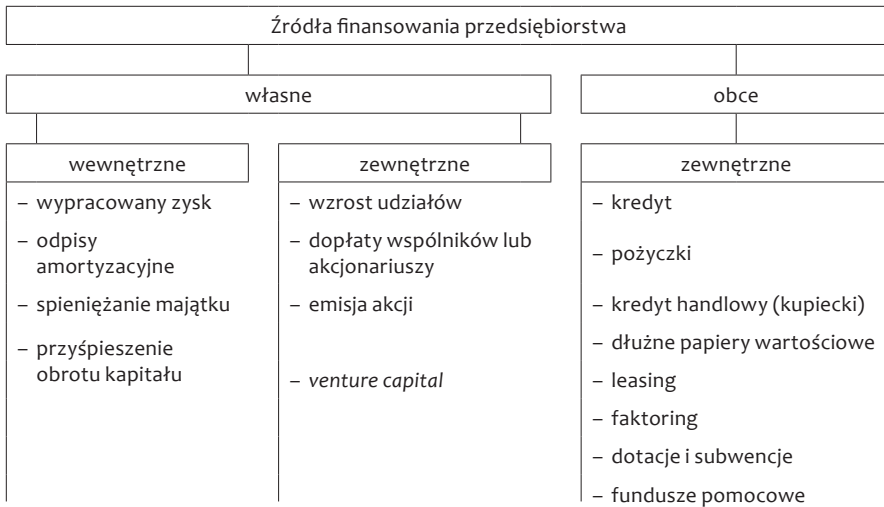 Źródła finansowania przedsiębiorstwa
własne
obce
wewnętrzne
– wypracowany zysk
– odpisy
amortyzacyjne
– spieniężanie majątku
– przyśpieszenie
obrotu kapitału
zewnętrzne
– wzrost udziałów
– dopłaty wspólników lub
akcjonariuszy
– emisja akcji
– venture capital
zewnętrzne
– kredyt
– pożyczki
– kredyt handlowy (kupiecki)
– dłużne papiery wartościowe
– leasing
– faktoring
– dotacje i subwencje
– fundusze pomocowe